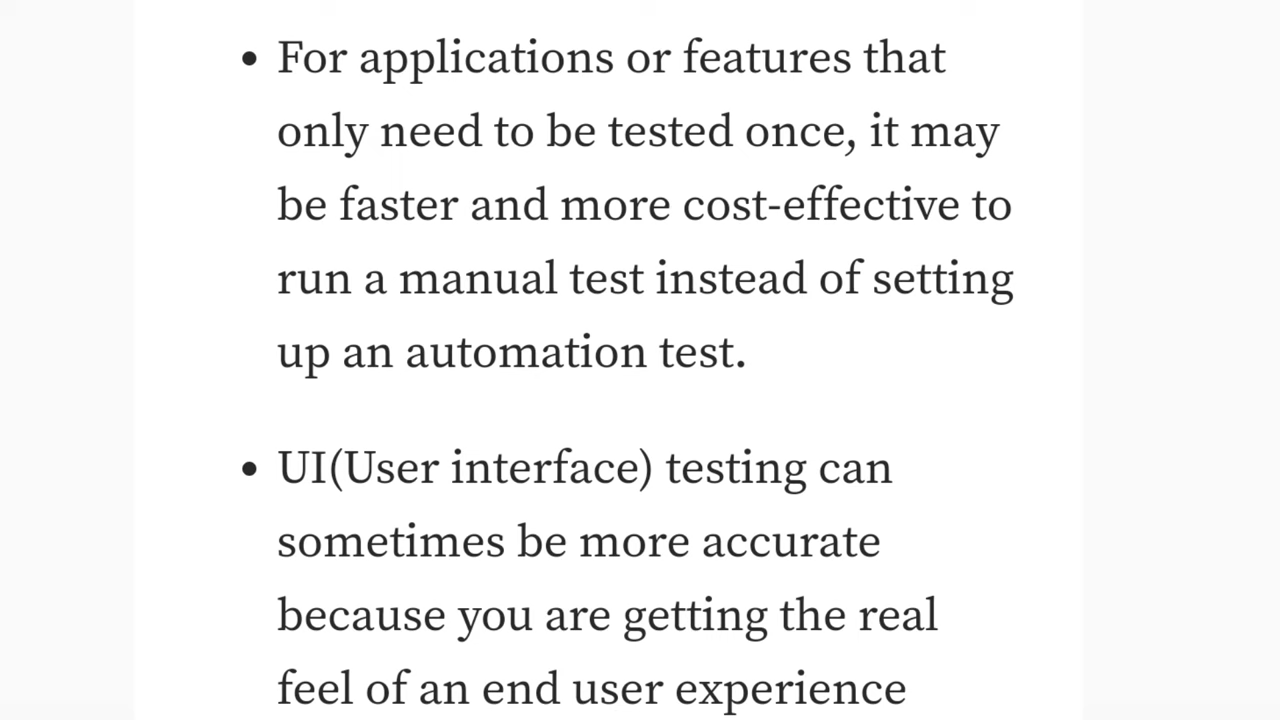 • For applications or features that
only need to be tested once, it may
be faster and more cost-effective to
run a manual test instead of setting
up an automation test.
• UI(User interface) testing can
sometimes be more accurate
because you are getting the real
feel of an end user experience